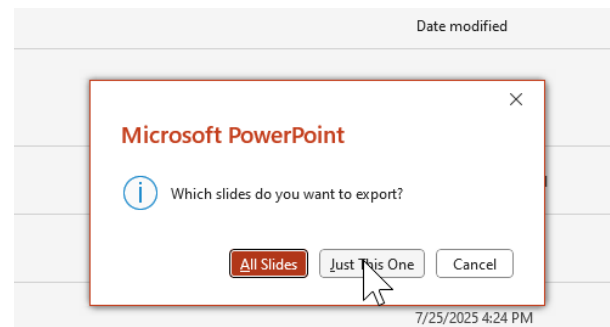 Date modified
Microsoft PowerPoint
Which slides do you want to export?
All Slides Just This One Cancel
7/25/2025 4:24 PM